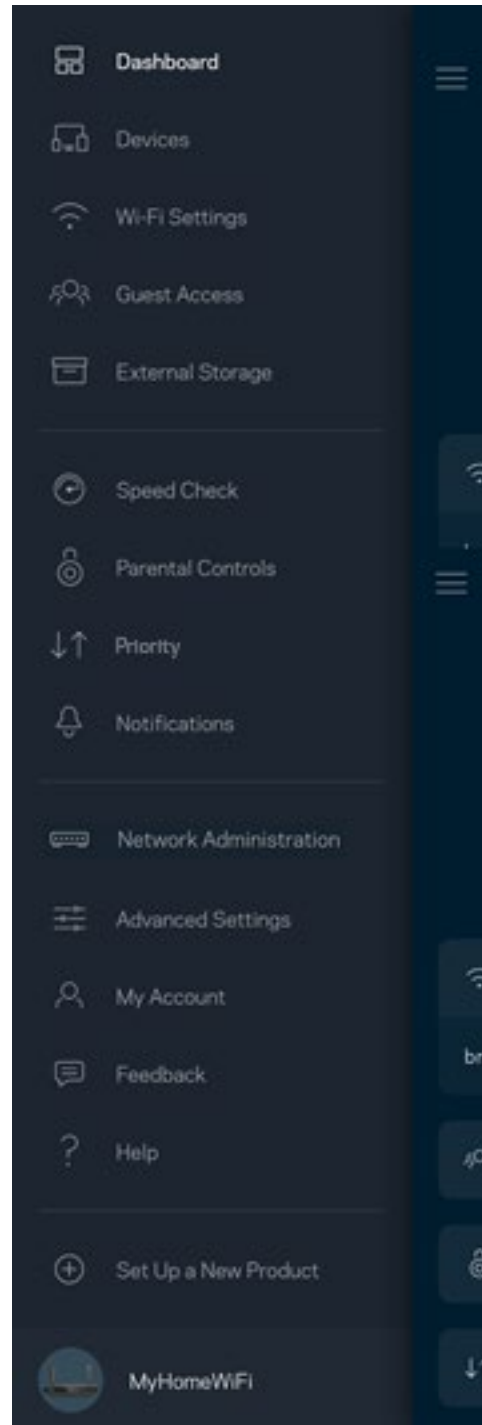 Dashboard
Devices
Wi-Fi Settings
Guest Access
External Storage
Speed Check
Parental Controls
Priority
Notifications
Network Administration
Advanced Settings
My Account
Feedback
? Help
Set Up a New Product
MyHomeWiFi